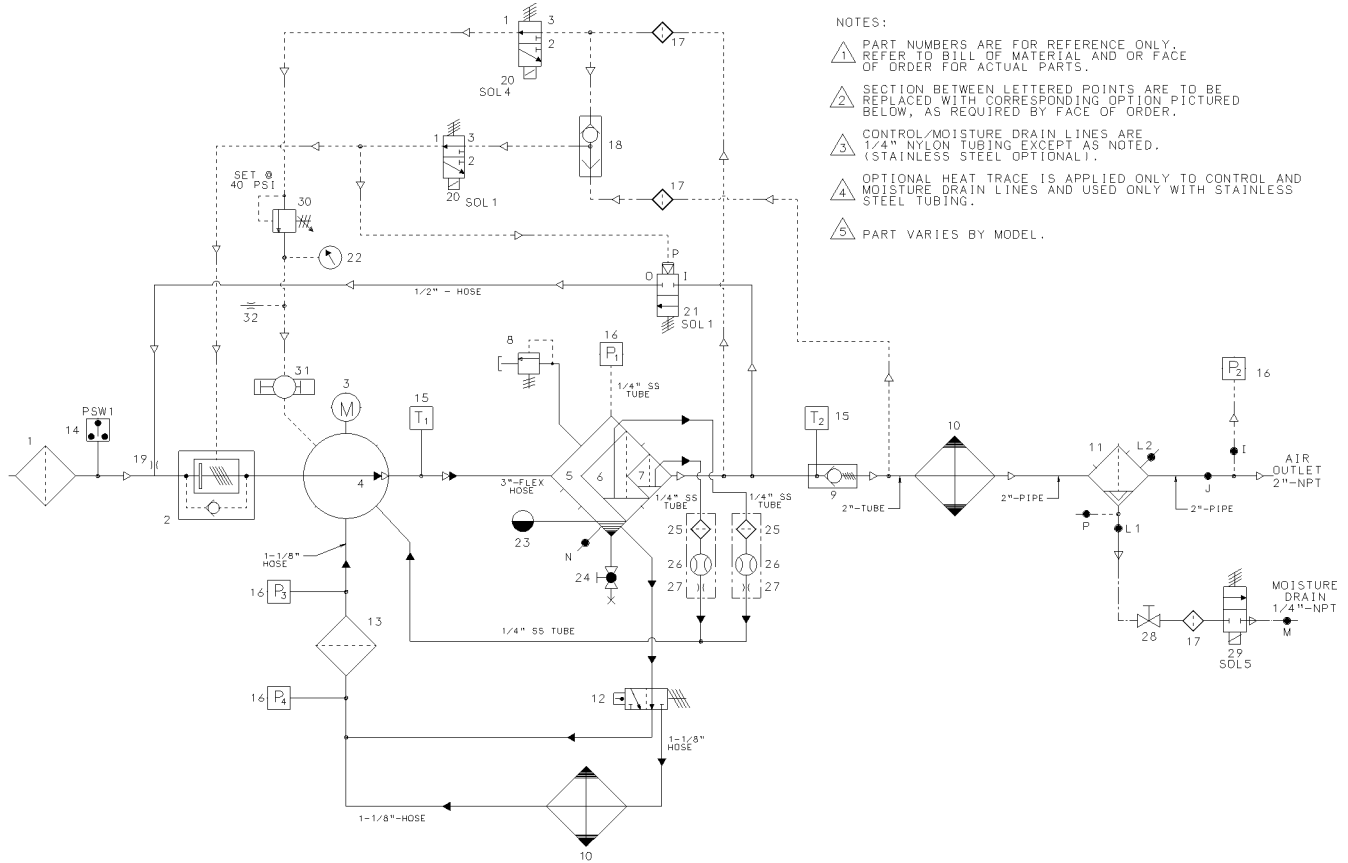 NOTES:
1 PART NUMBERS ARE FOR REFERENCE ONLY.
REFER TO BILL OF MATERIAL AND OR FACE
OF ORDER FOR ACTUAL PARTS.
2 SECTION BETWEEN LETTERED POINTS ARE TO BE
REPLACED WITH CORRESPONDING OPTION PICTURED
BELOW, AS REQUIRED BY FACE OF ORDER.
3 CONTROL/MOISTURE DRAIN LINES ARE
1/4" NYLON TUBING EXCEPT AS NOTED.
(STAINLESS STEEL OPTIONAL).
4 OPTIONAL HEAT TRACE IS APPLIED ONLY TO CONTROL AND
MOISTURE DRAIN LINES AND USED ONLY WITH STAINLESS
STEEL TUBING.
5 PART VARIES BY MODEL.
1 3
2
20
SOL4
17
1 3
2
20
SOL1
18
17
SET @
40 PSI
30
22
32
1/2" - HOSE
P
O I
21
SOL1
31
3
M
15
T1
8
16
P1
1/4" SS
TUBE
15
T2
10
P2 16
PSW1
14
1
19
2
4
3"-FLEX
HOSE
5 6 7
1/4" SS
TUBE
1/4" SS
TUBE
9
2"-TUBE
2"-PIPE
11
L2
2"-PIPE
I
J
AIR
OUTLET
2"-NPT
P
L1
23
N
24
25 25
26 26
27 27
1-1/8"
HOSE
16 P3
13
1/4" SS TUBE
16 P4
12
1-1/8"
HOSE
1-1/8"-HOSE
10
28
17
29
SOL5
MOISTURE
DRAIN
1/4"-NPT
M